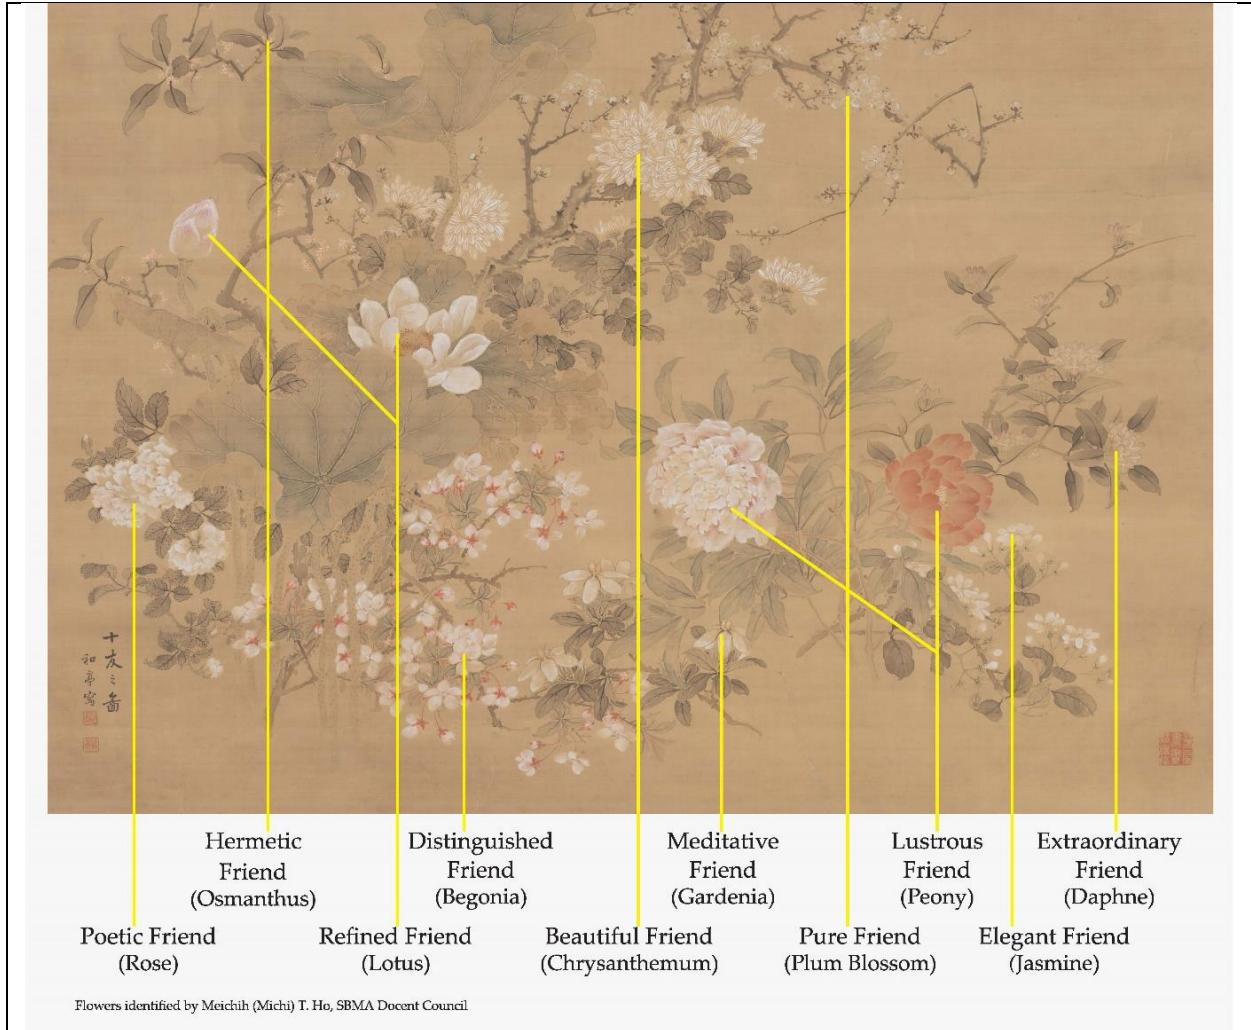 十友之啚
和亭寫
Hermetic
Friend
(Osmanthus)
Distinguished
Friend
(Begonia)
Meditative
Friend
(Gardenia)
Lustrous
Friend
(Peony)
Extraordinary
Friend
(Daphne)
Poetic Friend
(Rose)
Refined Friend
(Lotus)
Beautiful Friend
(Chrysanthemum)
Pure Friend
(Plum Blossom)
Elegant Friend
(Jasmine)
Flowers identified by Meichih (Michi) T. Ho, SBMA Docent Council